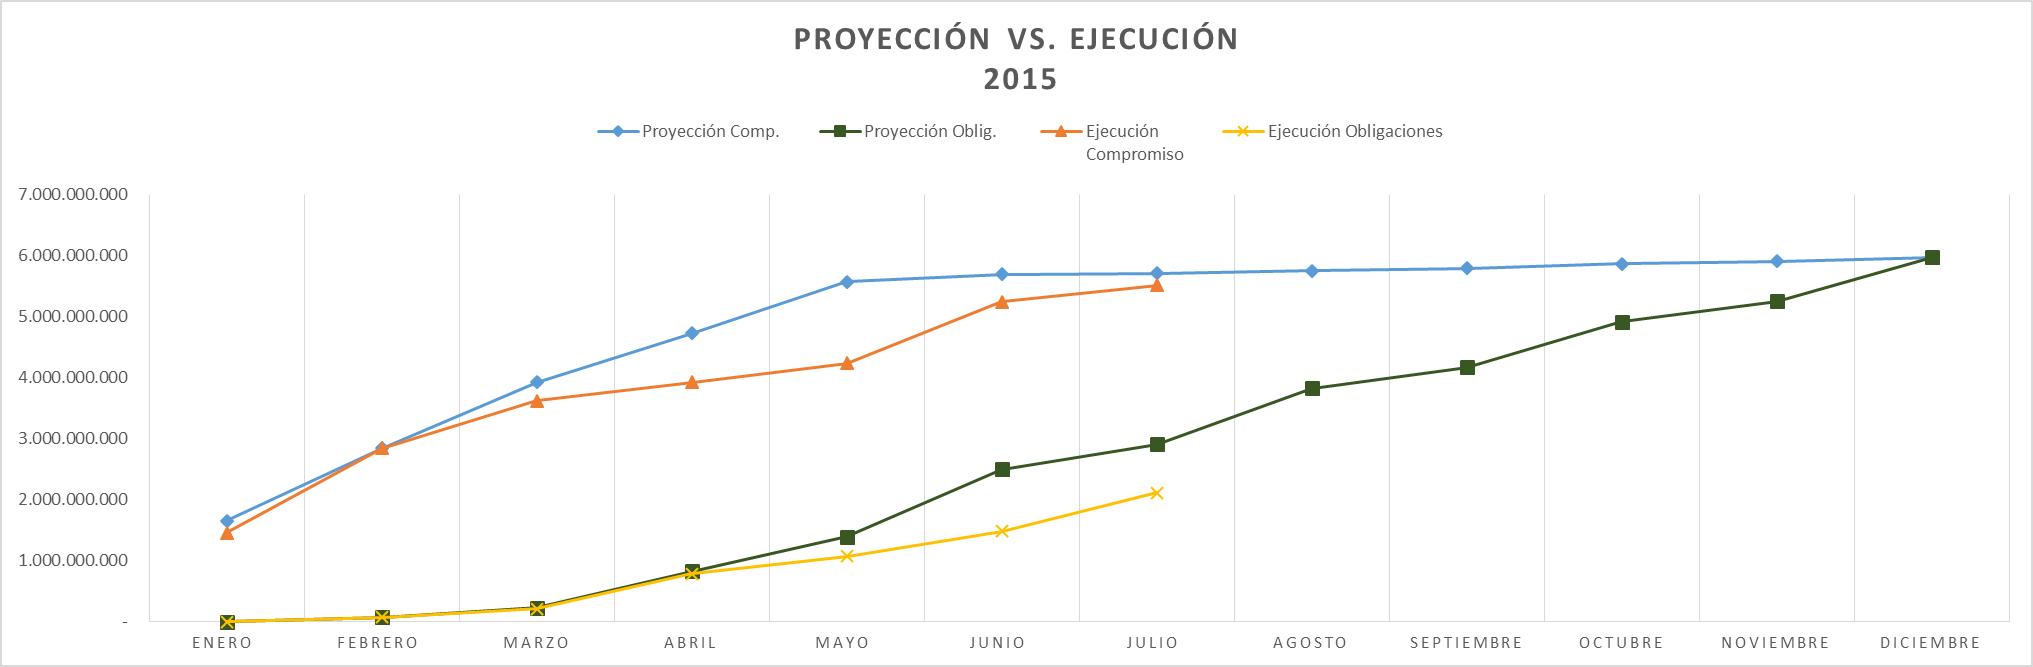 PROYECCIÓN VS. EJECUCIÓN
2015
Proyección Comp.
Proyección Oblig.
Ejecución
Compromiso
Ejecución Obligaciones
7.000.000.000
6.000.000.000
5.000.000.000
4.000.000.000
3.000.000.000
2.000.000.000
1.000.000.000
-
ENERO FEBRERO MARZO ABRIL MAYO JUNIO JULIO AGOSTO SEPTIEMBRE OCTUBRE NOVIEMBRE DICIEMBRE